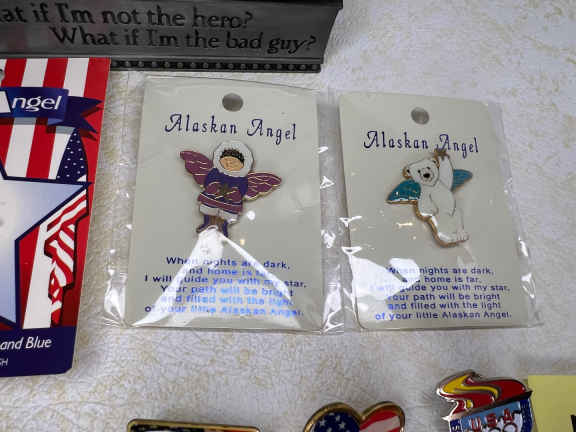 at if I'm not the hero?
What if I'm the bad guy?
Angel
and Blue
Alaskan Angel
When nights are dark,
and home is far,
I will guide you with my star,
Your path will be bright
and filled with the light
of your little Alaskan Angel.
Alaskan Angel
When nights are dark,
and home is far,
I will guide you with my star,
Your path will be bright
and filled with the light
of your little Alaskan Angel.
USA